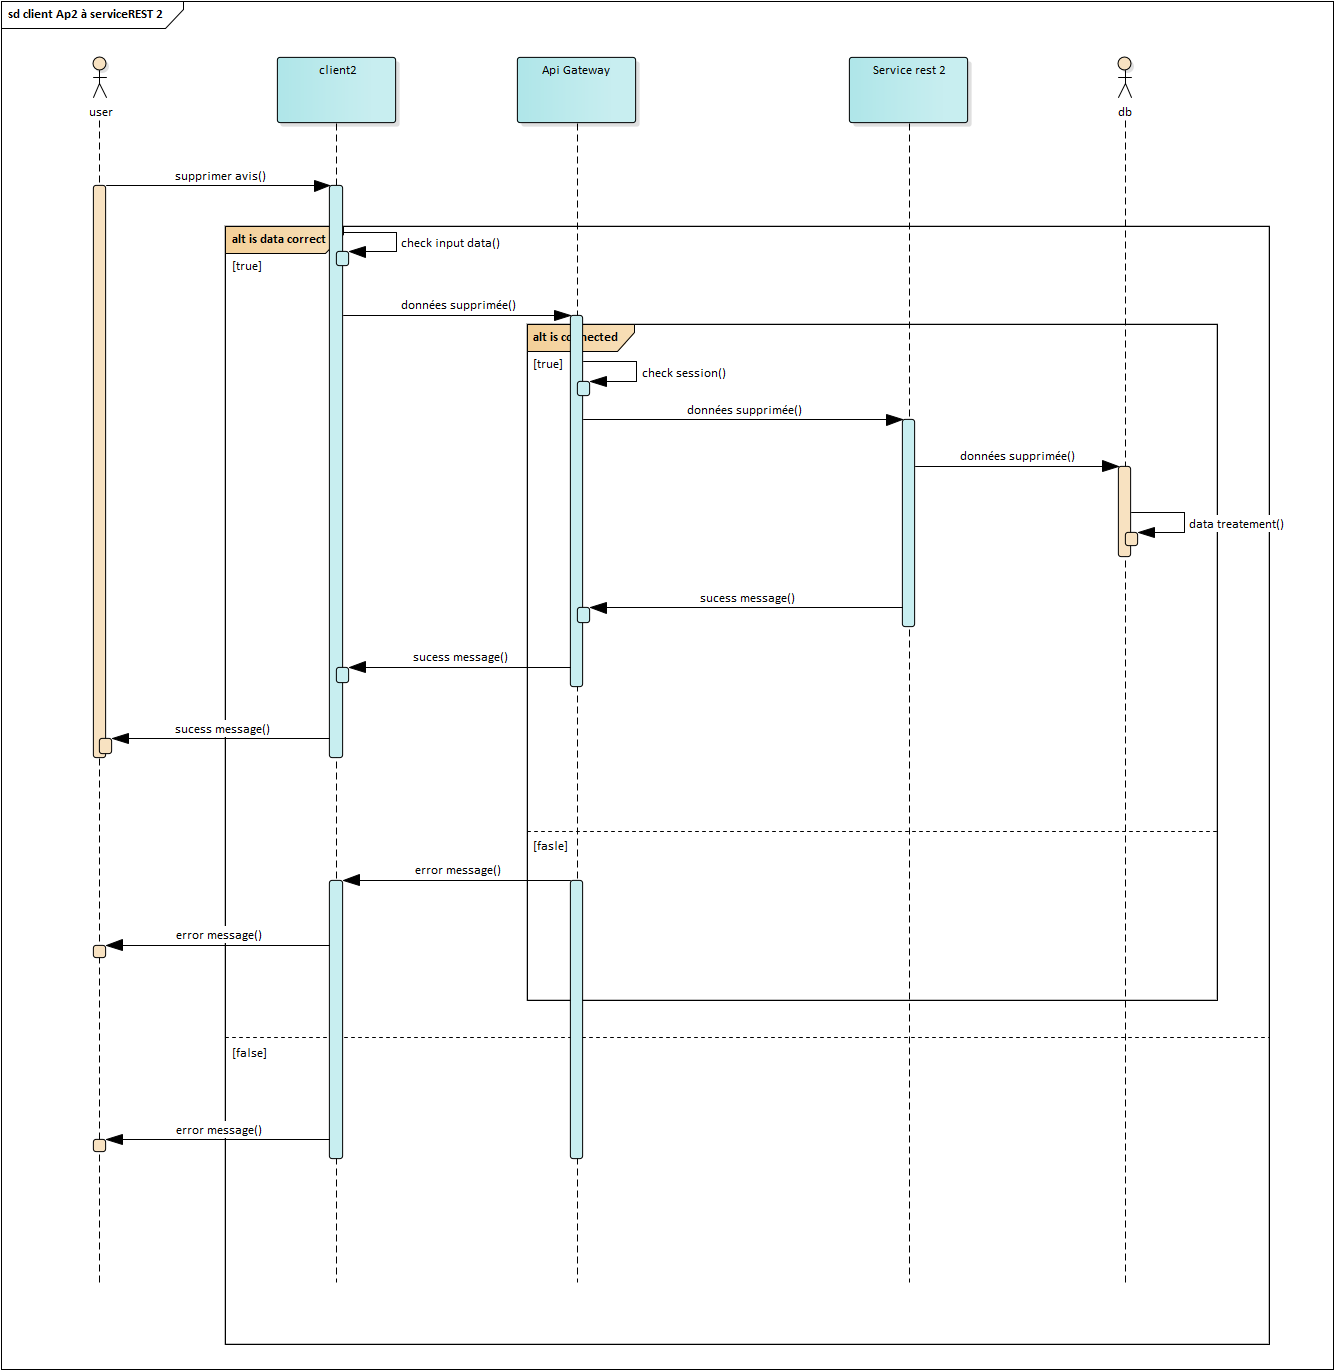 sd client Ap2 à serviceREST 2
user
client2
Api Gateway
Service rest 2
db
supprimer avis()
alt is data correct
check input data()
[true]
données supprimée()
alt is connected
[true]
check session()
données supprimée()
données supprimée()
data treatement()
sucess message()
sucess message()
sucess message()
[fasle]
error message()
error message()
[false]
error message()